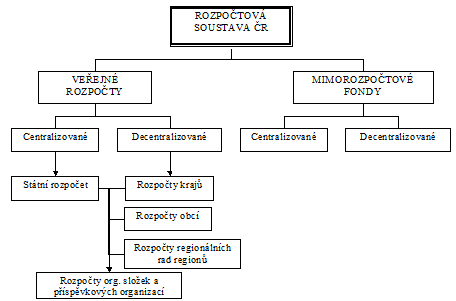 ROZPOČTOVÁ
SOUSTAVA ČR
VEŘEJNÉ
ROZPOČTY
MIMOROZPOČTOVÉ
FONDY
Centralizované
Decentralizované
Centralizované
Decentralizované
Státní rozpočet
Rozpočty krajů
Rozpočty obcí
Rozpočty regionálních
rad regionů
Rozpočty org. složek a
příspěvkových organizací